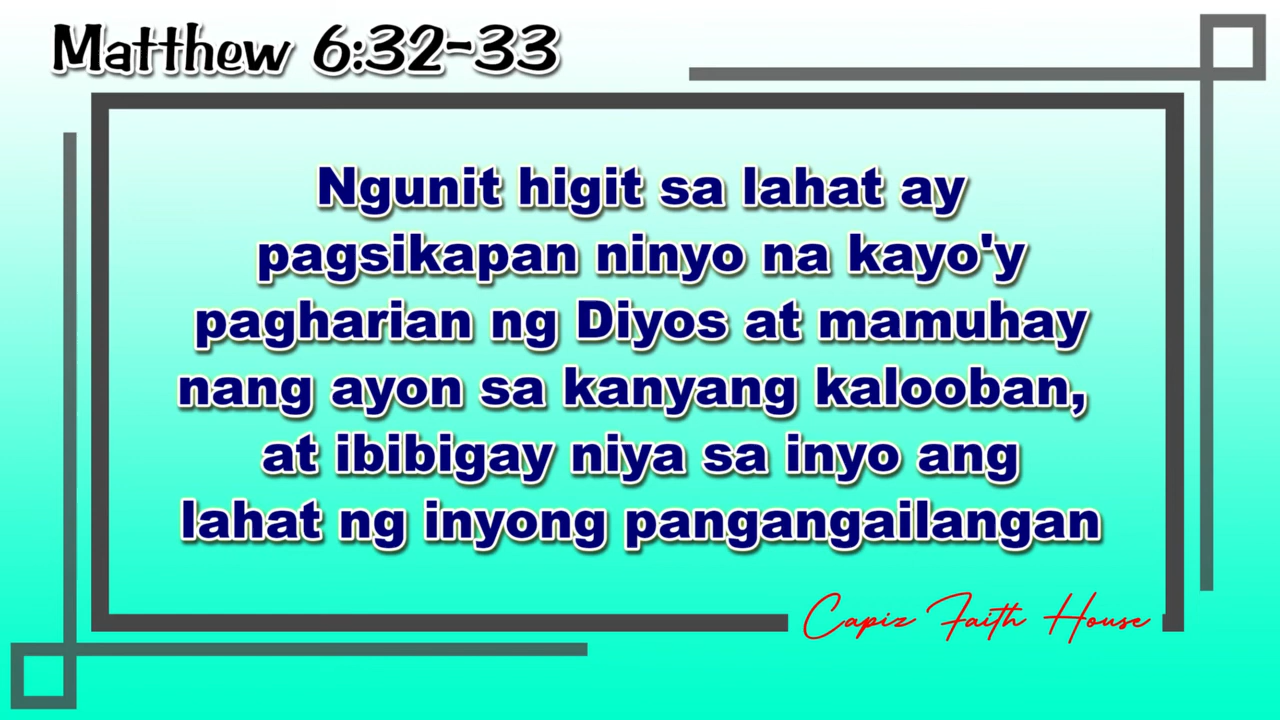 Matthew 6:32-33
Ngunit higit sa lahat ay
pagsikapan ninyo na kayo'y
pagharian ng Diyos at mamuhay
nang ayon sa kanyang kalooban,
at ibibigay niya sa inyo ang
lahat ng inyong pangangailangan
Capiz Faith House